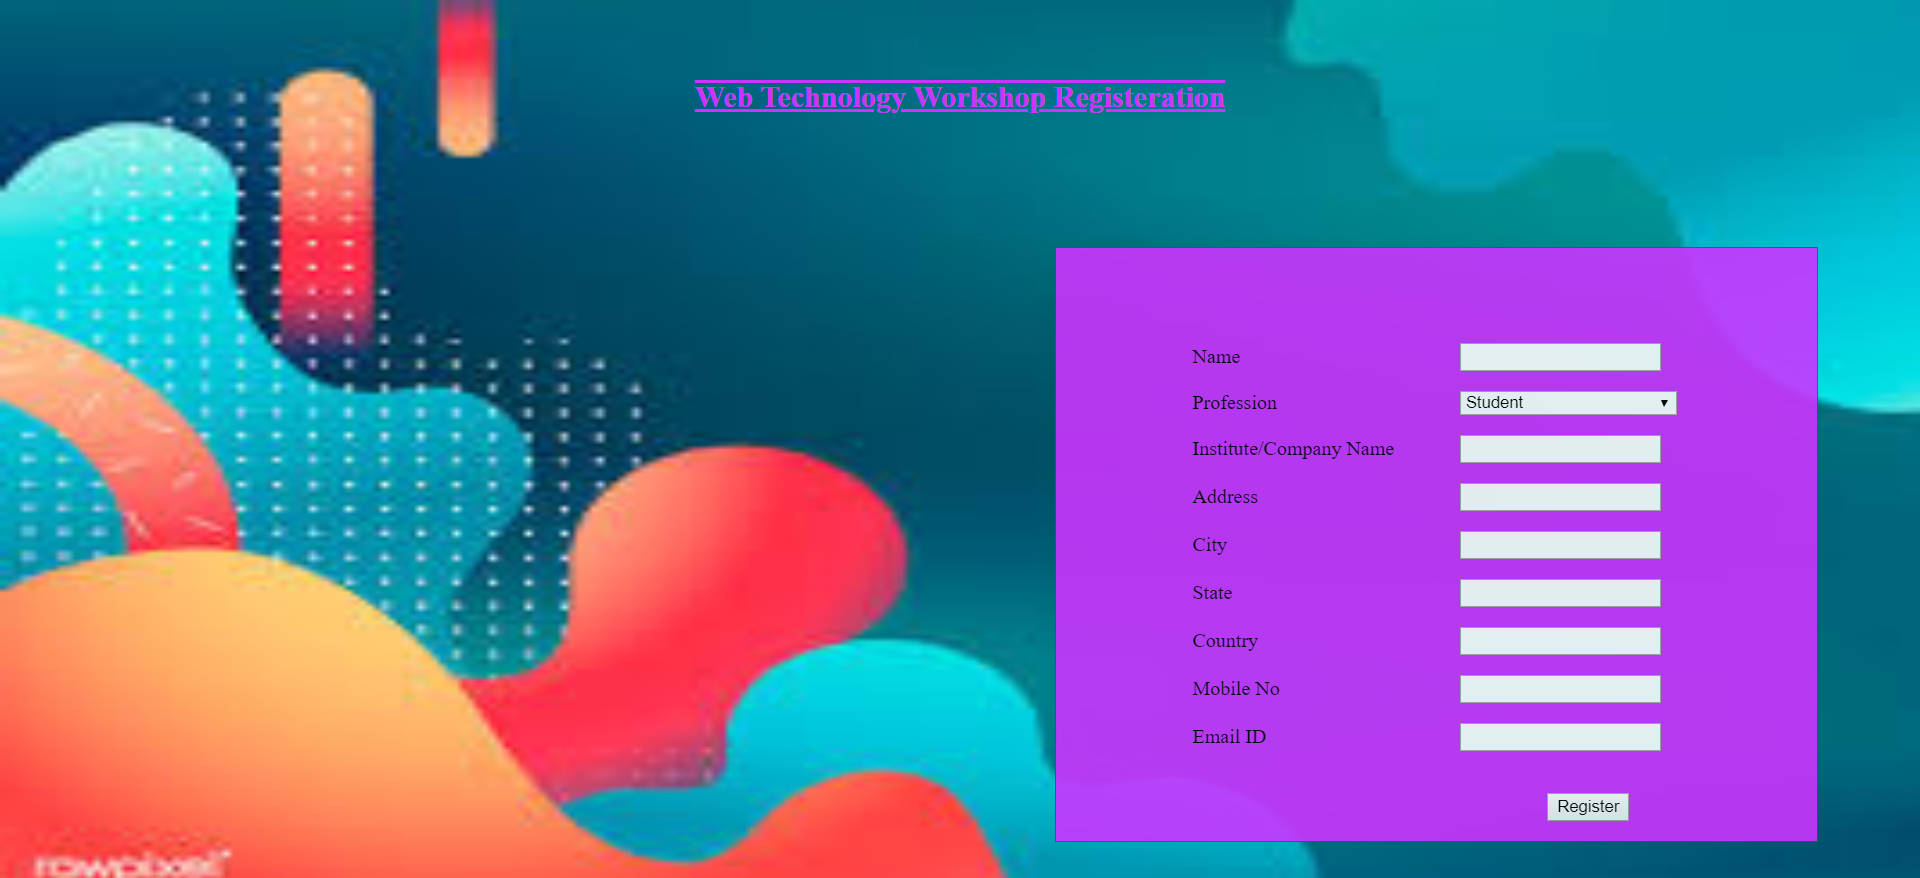 Web Technology Workshop Registeration
Name
Profession Student
Institute/Company Name
Address
City
State
Country
Mobile No
Email ID
Register
rawpixel